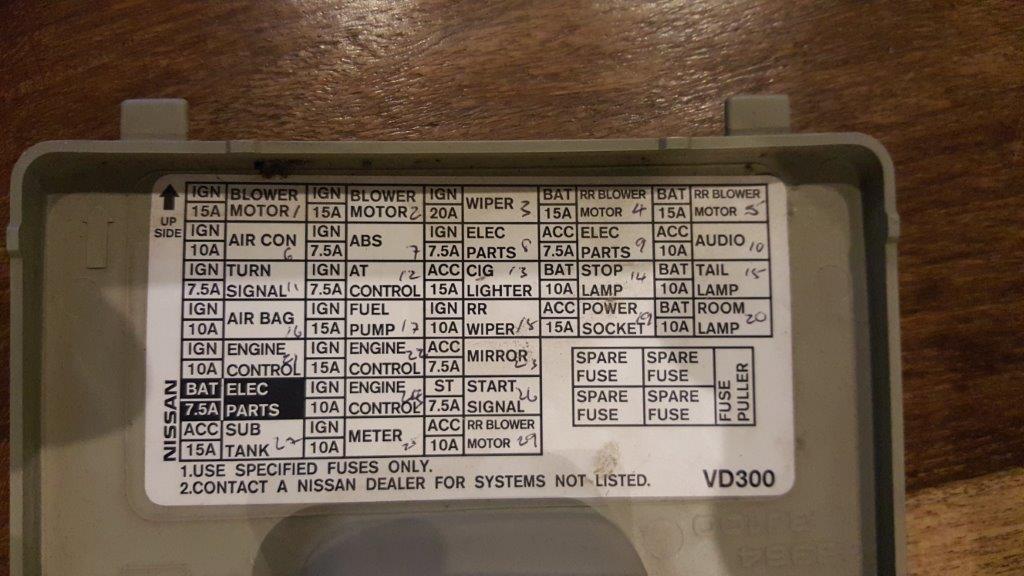 UP SIDE
IGN 15A BLOWER MOTOR 1 IGN 15A BLOWER MOTOR 2 IGN 20A WIPER 3 BAT 15A RR BLOWER MOTOR 4 BAT 15A RR BLOWER MOTOR 5
IGN 10A AIR CON 6 IGN 7.5A ABS 7 IGN 7.5A ELEC PARTS 8 ACC 7.5A ELEC PARTS 9 ACC 10A AUDIO 10
IGN 7.5A TURN SIGNAL 11 IGN 7.5A AT CONTROL 12 ACC 15A CIG LIGHTER 13 BAT 10A STOP LAMP 14 BAT 10A TAIL LAMP 15
IGN 10A AIR BAG 16 IGN 15A FUEL PUMP 17 IGN 10A RR WIPER 18 ACC 15A POWER SOCKET 19 BAT 10A ROOM LAMP 20
IGN 10A ENGINE CONTROL IGN 15A ENGINE CONTROL 22 ACC 7.5A MIRROR 23
SPARE FUSE SPARE FUSE
SPARE FUSE SPARE FUSE
FUSE PULLER
BAT 7.5A ELEC PARTS IGN 10A ENGINE CONTROL ST 7.5A START SIGNAL 26
ACC 15A SUB TANK 27 IGN 10A METER ACC 10A RR BLOWER MOTOR 29
NISSAN
1.USE SPECIFIED FUSES ONLY.
2.CONTACT A NISSAN DEALER FOR SYSTEMS NOT LISTED.
VD300